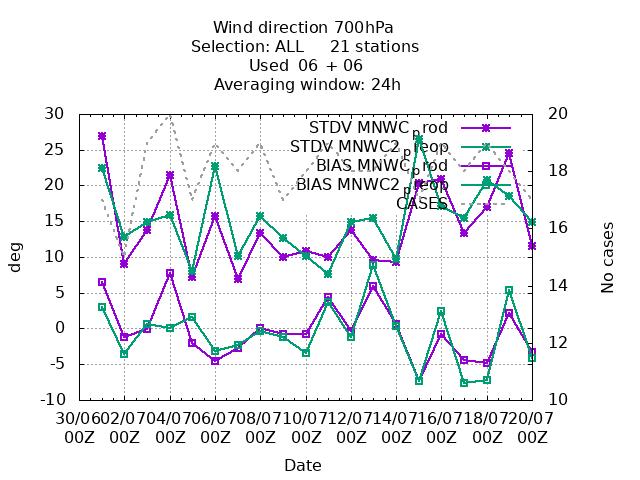 Wind direction 700hPa
Selection: ALL 21 stations
Used 06 + 06
Averaging window: 24h
30 20
25 18
20 16
15
10 14
5
0 12
-5
-10 10
STDV MNWC_prod
STDV MNWC2_preop
BIAS MNWC_prod
BIAS MNWC2_preop
CASES
deg
No cases
30/06 02/07 04/07 06/07 08/07 10/07 12/07 14/07 16/07 18/07 20/07
00Z 00Z 00Z 00Z 00Z 00Z 00Z 00Z 00Z 00Z 00Z
Date